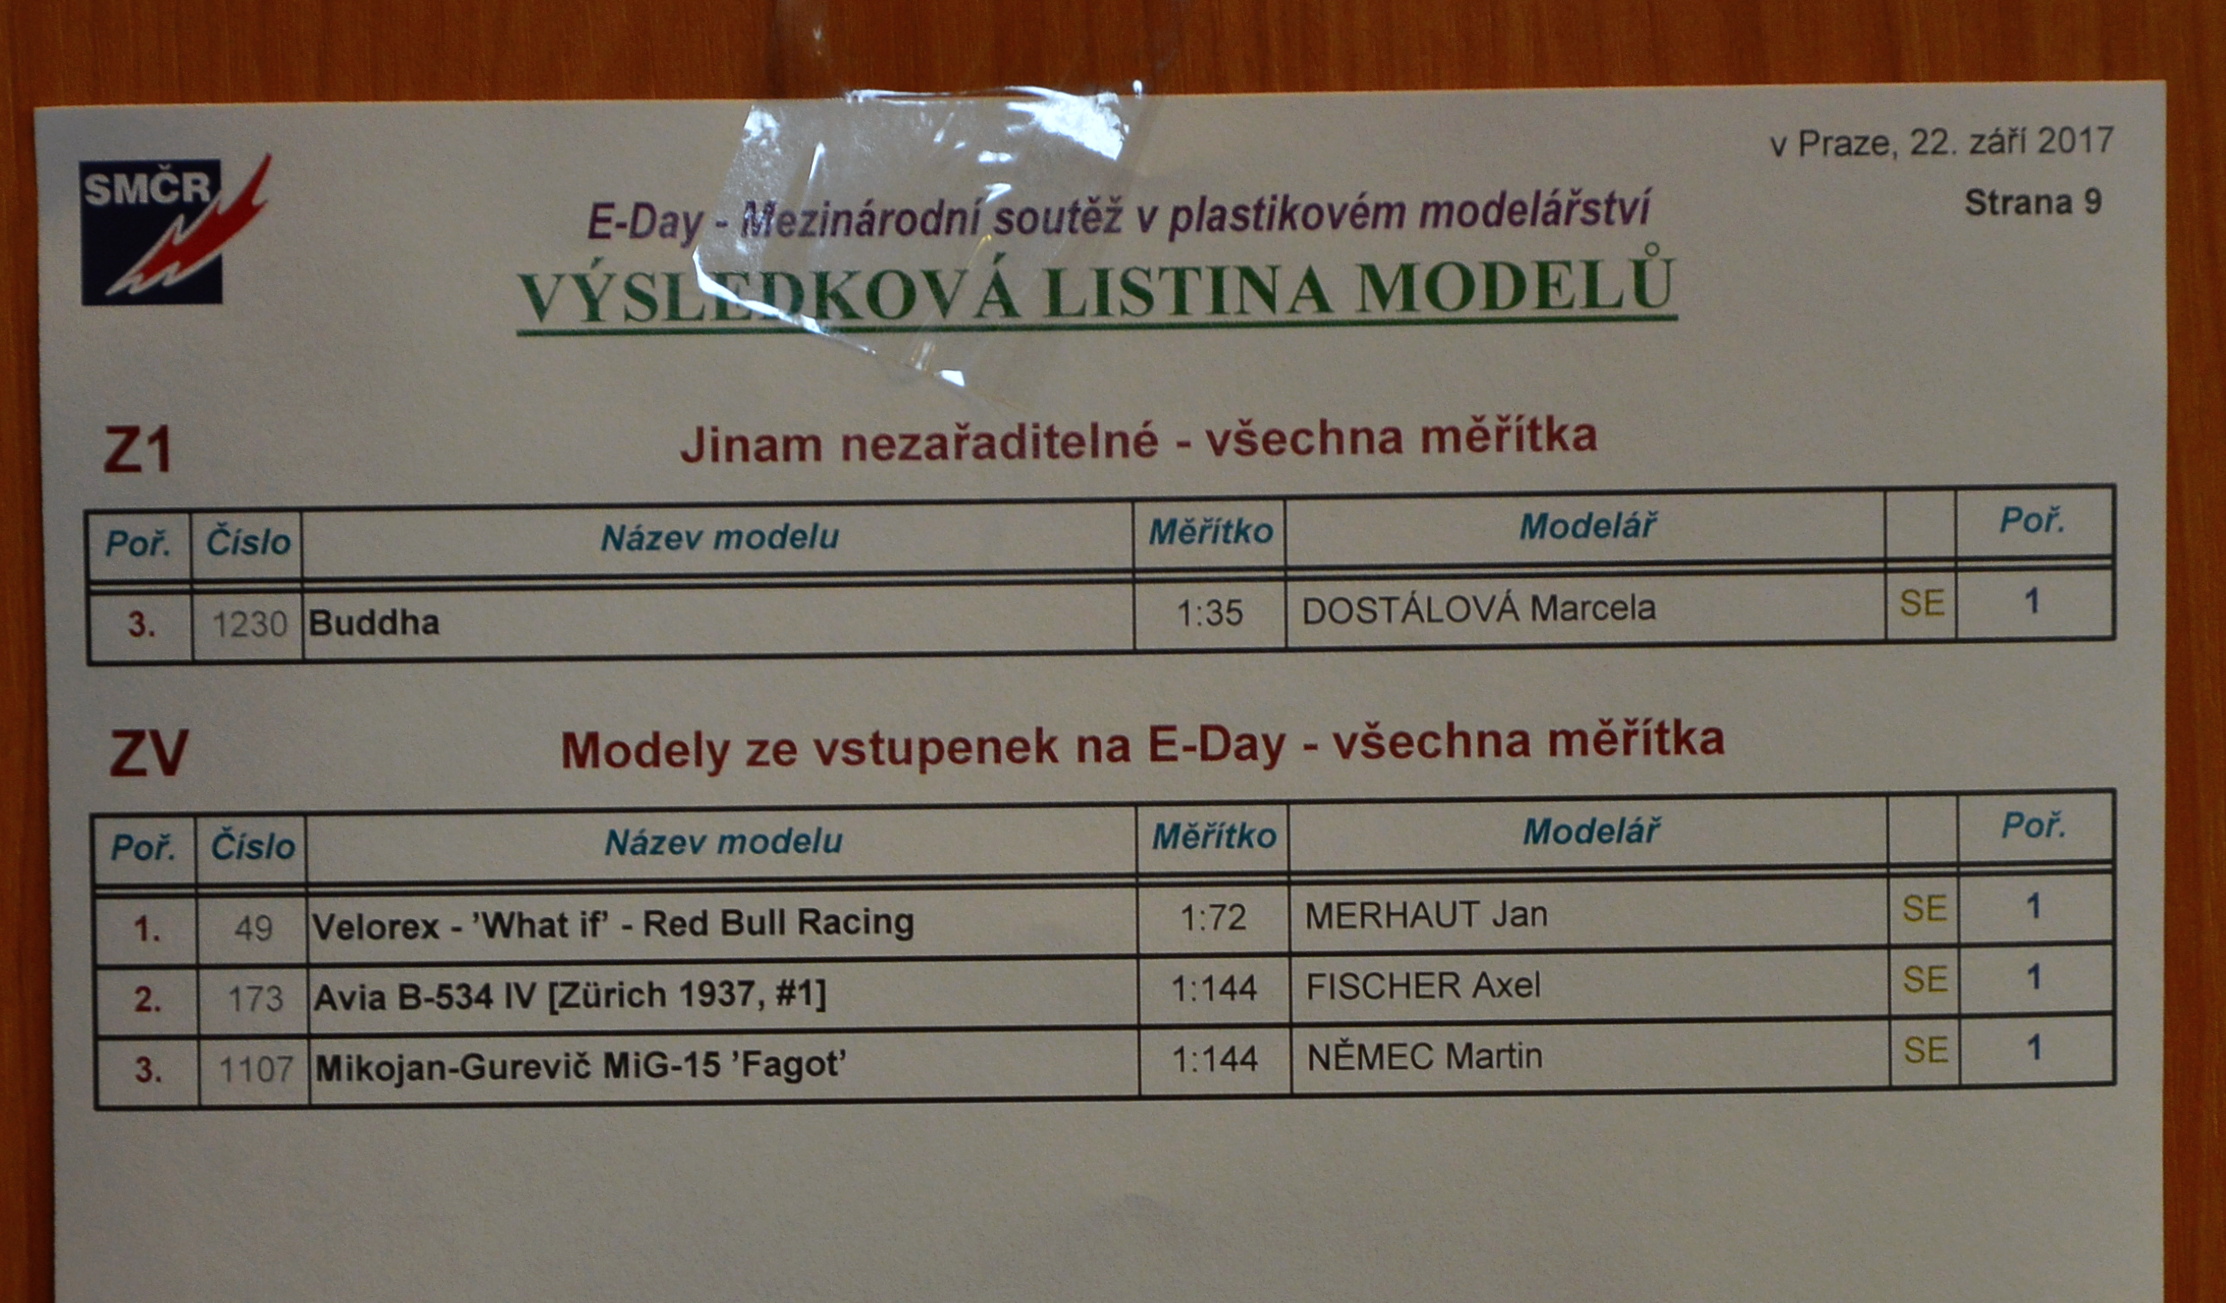 SMČR
v Praze, 22. září 2017
Strana 9
E-Day - Mezinárodní soutěž v plastikovém modelářství
VÝSLEDKOVÁ LISTINA MODELŮ
Z1 Jinam nezařaditelné - všechna měřítka
Poř. Číslo Název modelu Měřítko Modelář Poř.
3. 1230 Buddha 1:35 DOSTÁLOVÁ Marcela SE 1
ZV Modely ze vstupenek na E-Day - všechna měřítka
Poř. Číslo Název modelu Měřítko Modelář Poř.
1. 49 Velorex - 'What if' - Red Bull Racing 1:72 MERHAUT Jan SE 1
2. 173 Avia B-534 IV [Zürich 1937, #1] 1:144 FISCHER Axel SE 1
3. 1107 Mikojan-Gurevič MiG-15 'Fagot' 1:144 NĚMEC Martin SE 1